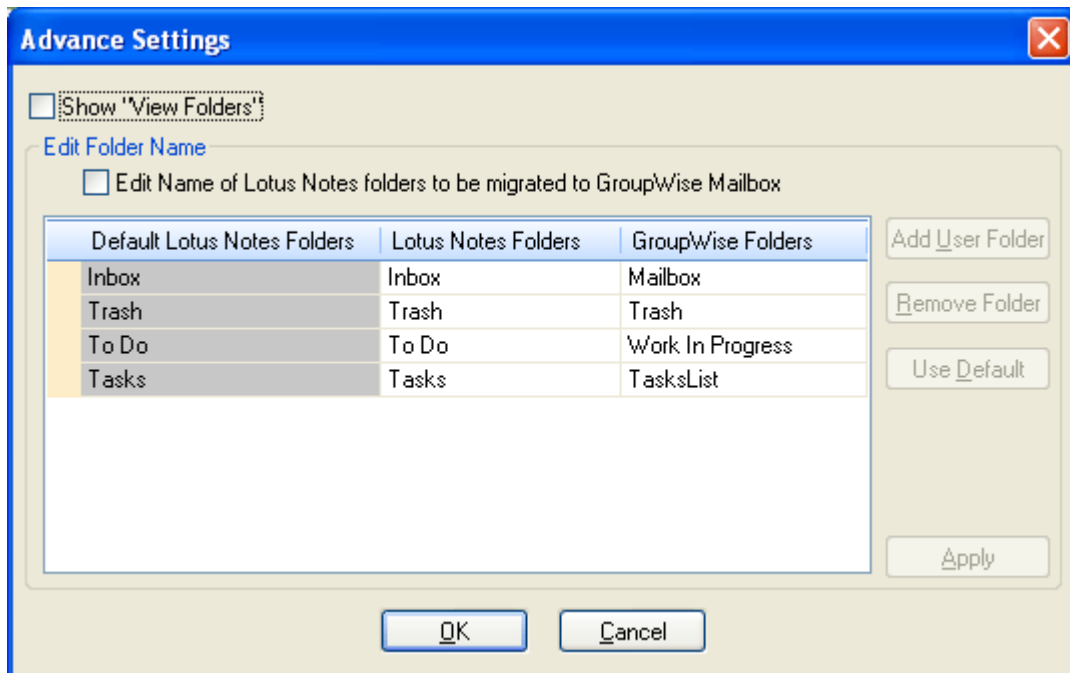 Advance Settings
Show "View Folders"
Edit Folder Name
Edit Name of Lotus Notes folders to be migrated to GroupWise Mailbox
Default Lotus Notes Folders Lotus Notes Folders GroupWise Folders
Inbox Inbox Mailbox
Trash Trash Trash
To Do To Do Work In Progress
Tasks Tasks TasksList
Add User Folder
Remove Folder
Use Default
Apply
OK Cancel